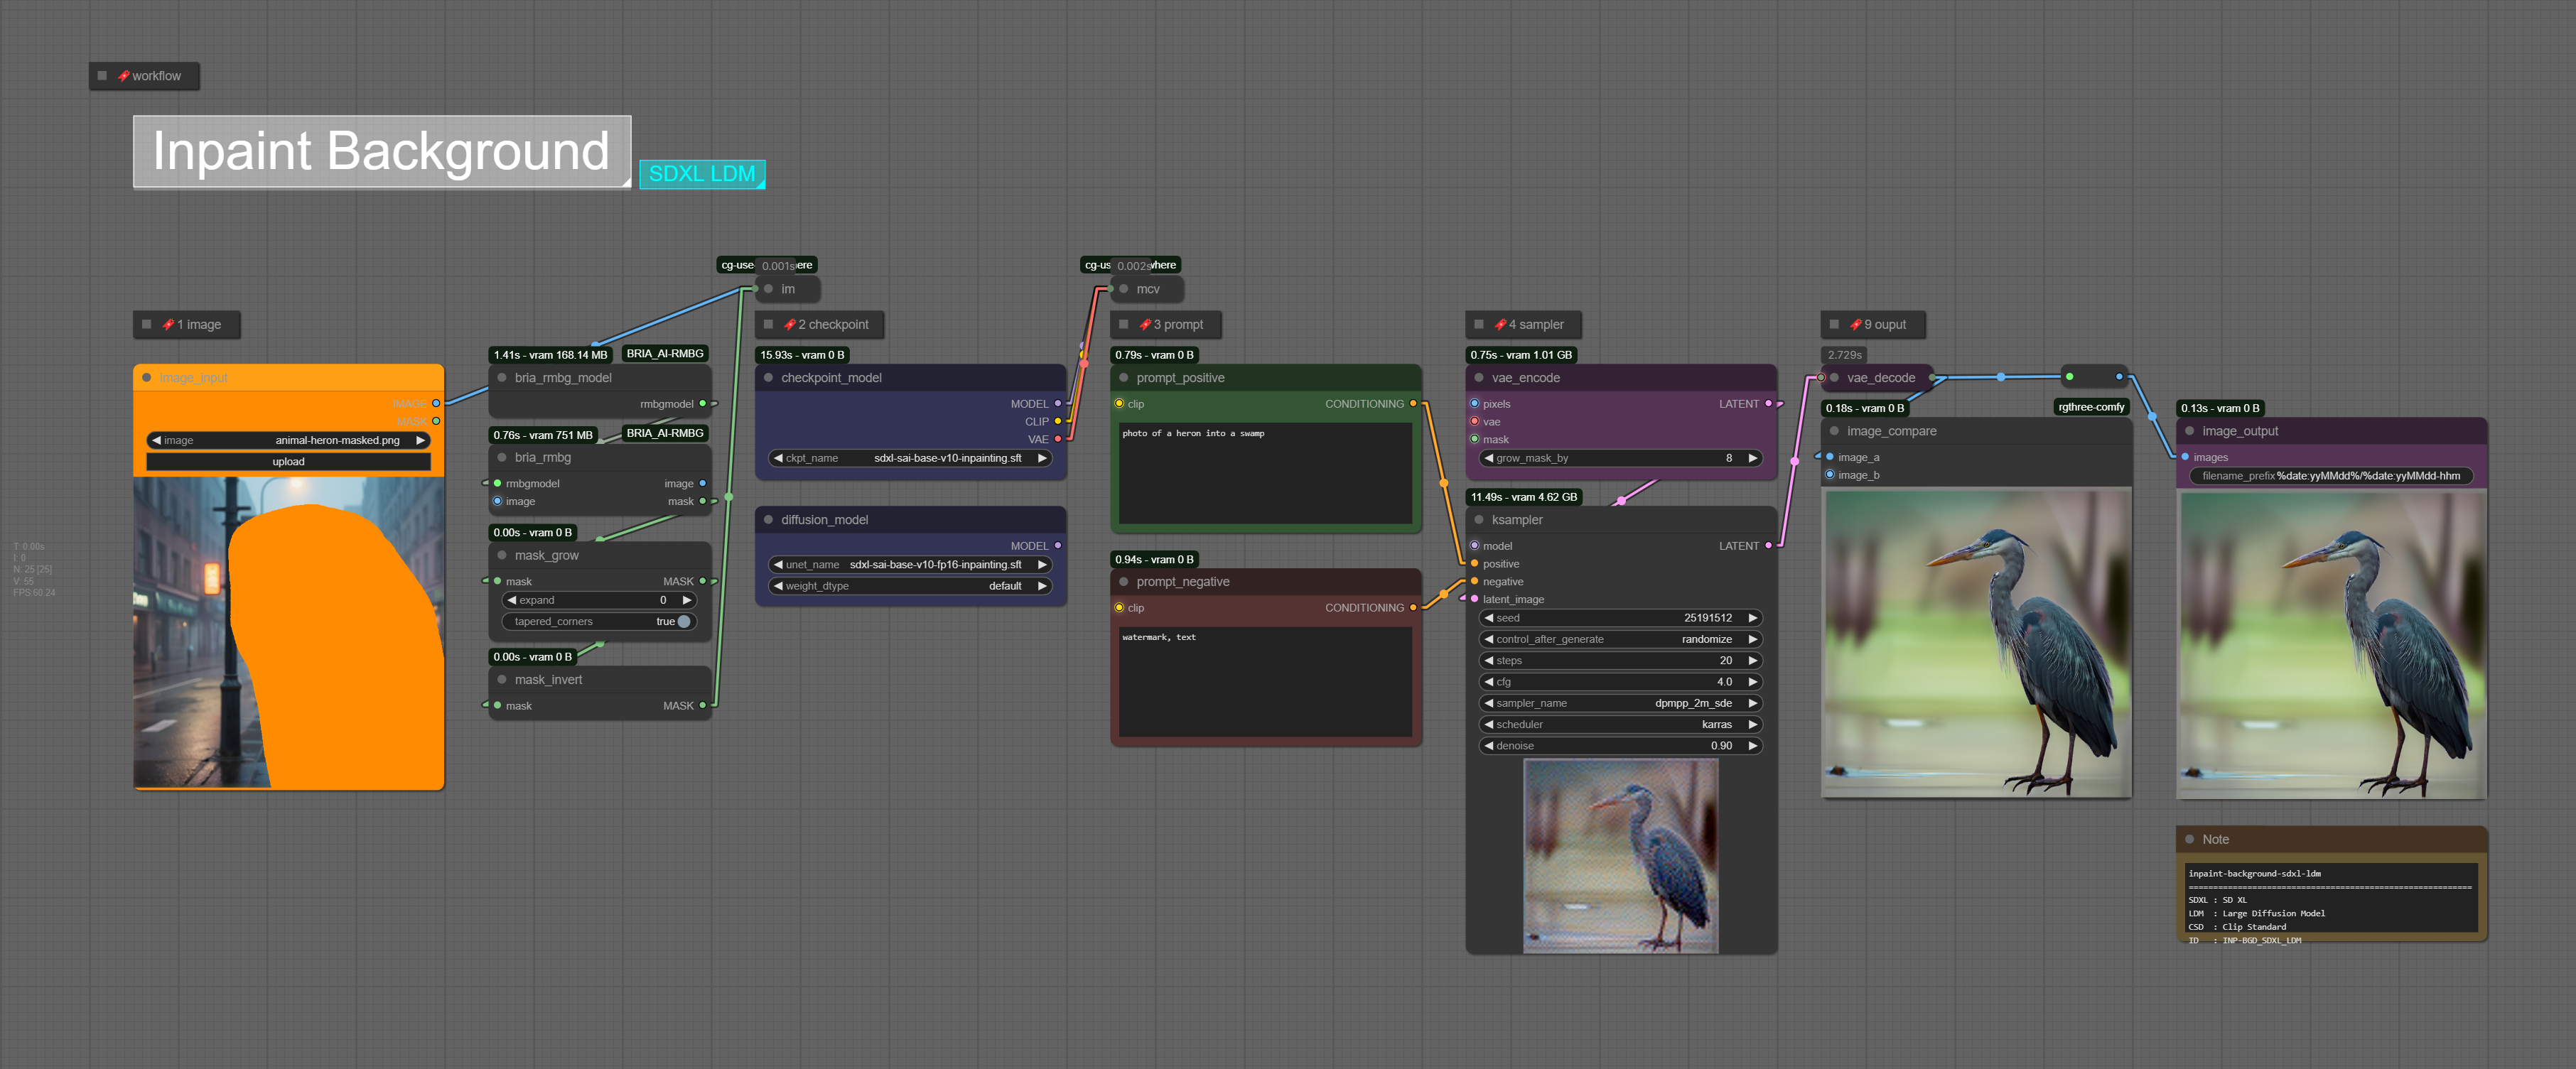 workflow
Inpaint Background
SDXL LDM
1 image
image_input
IMAGE
MASK
image animal-heron-masked.png
upload
T: 0.00s
I: 0
N: 25 [25]
V: 55
FPS:60.24
1.41s - vram 168.14 MB BRIA_AI-RMBG
bria_rmbg_model
rmbgmodel
0.76s - vram 751 MB BRIA_AI-RMBG
bria_rmbg
rmbgmodel image
image mask
0.00s - vram 0 B
mask_grow
mask MASK
expand 0
tapered_corners true
0.00s - vram 0 B
mask_invert
mask MASK
0.001s
im
2 checkpoint
15.93s - vram 0 B
checkpoint_model
MODEL
CLIP
VAE
ckpt_name sdxl-sai-base-v10-inpainting.sft
diffusion_model
MODEL
unet_name sdxl-sai-base-v10-fp16-inpainting.sft
weight_dtype default
0.002s
mcv
3 prompt
0.79s - vram 0 B
prompt_positive
clip CONDITIONING
photo of a heron into a swamp
0.94s - vram 0 B
prompt_negative
clip CONDITIONING
watermark, text
4 sampler
0.75s - vram 1.01 GB
vae_encode
pixels LATENT
vae
mask
grow_mask_by 8
11.49s - vram 4.62 GB
ksampler
model LATENT
positive
negative
latent_image
seed 25191512
control_after_generate randomize
steps 20
cfg 4.0
sampler_name dpmpp_2m_sde
scheduler karras
denoise 0.90
9 ouput
2.729s
vae_decode
0.18s - vram 0 B rgthree-comfy
image_compare
image_a
image_b
0.13s - vram 0 B
image_output
images
filename_prefix %date:yyMMdd%/%date:yyMMdd-hhm
Note
inpaint-background-sdxl-ldm
==========================================================
SDXL : SD XL
LDM : Large Diffusion Model
CSD : Clip Standard
ID : INP-BGD_SDXL_LDM